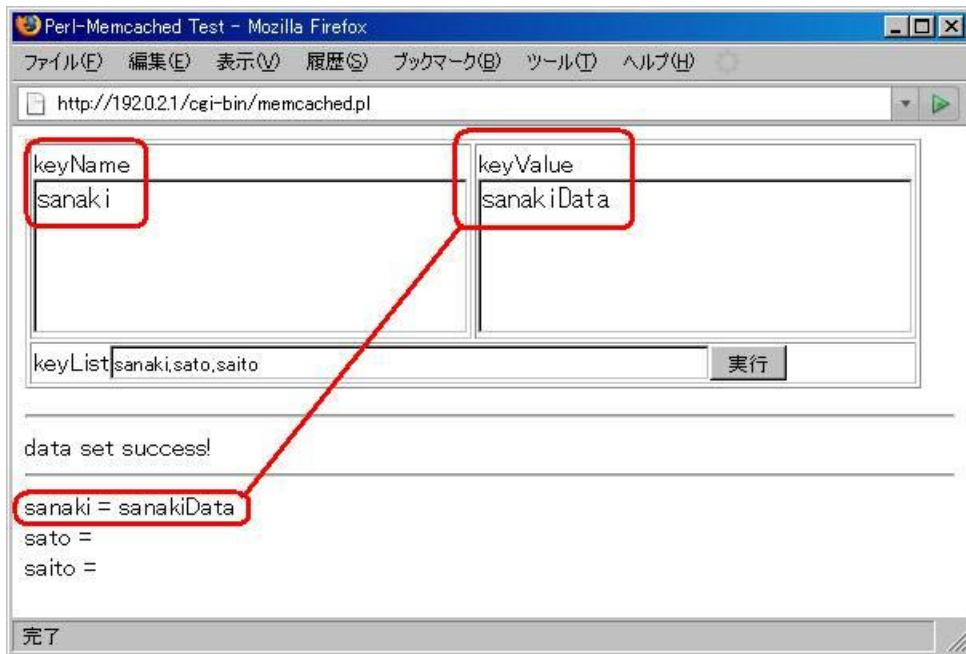 Perl-Memcached Test - Mozilla Firefox
ファイル(F) 編集(E) 表示(V) 履歴(S) ブックマーク(B) ツール(T) ヘルプ(H)
http://192.0.2.1/cgi-bin/memcached.pl
keyName keyValue
sanaki sanakiData
keyList sanaki,sato,saito 実行
data set success!
sanaki = sanakiData
sato =
saito =
完了